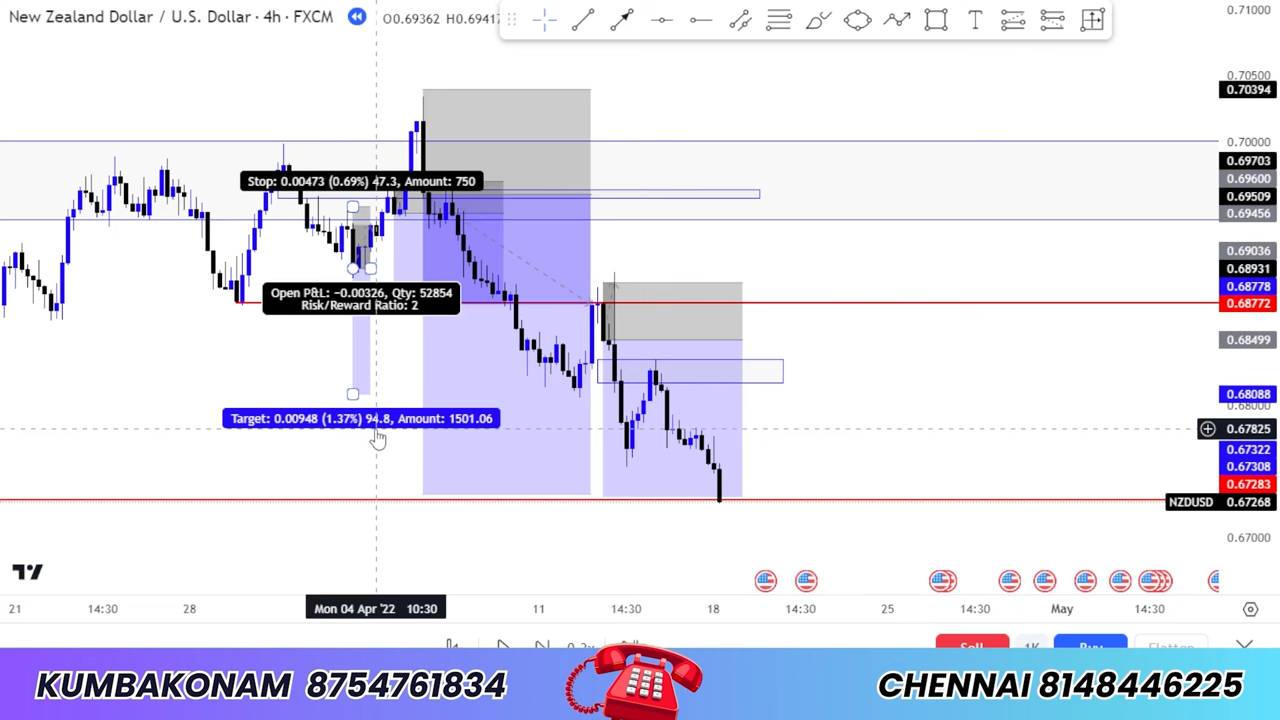 New Zealand Dollar / U.S. Dollar · 4h · FXCM
O0.69362 H0.69417
0.71000
0.70500
0.70394
0.70000
0.69703
0.69600
0.69509
0.69456
0.69036
0.68931
0.68778
0.68772
0.68499
0.68088
0.68000
0.67825
0.67322
0.67308
0.67283
NZDUSD 0.67268
0.67000
Stop: 0.00473 (0.69%) 47.3, Amount: 750
Open P&L: −0.00326, Qty: 52854
Risk/Reward Ratio: 2
Target: 0.00948 (1.37%) 94.8, Amount: 1501.06
21 14:30 28 Mon 04 Apr '22 10:30 11 14:30 18 14:30 25 14:30 May 14:30
Sell 1K Buy Flatten
KUMBAKONAM 8754761834
CHENNAI 8148446225